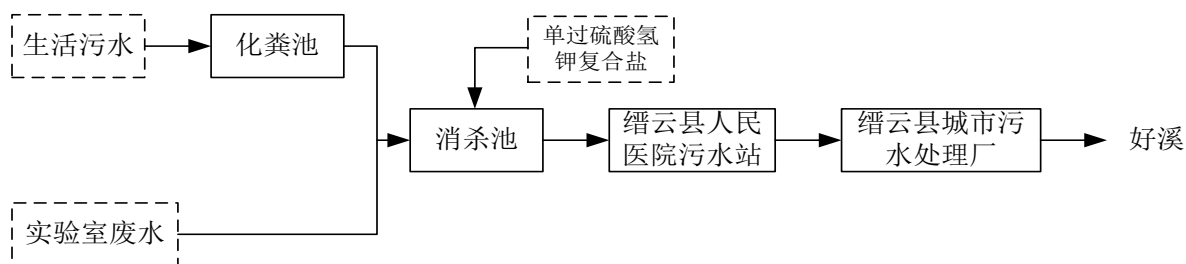 生活污水
化粪池
单过硫酸氢
钾复合盐
消杀池
缙云县人民
医院污水站
缙云县城市污
水处理厂
好溪
实验室废水